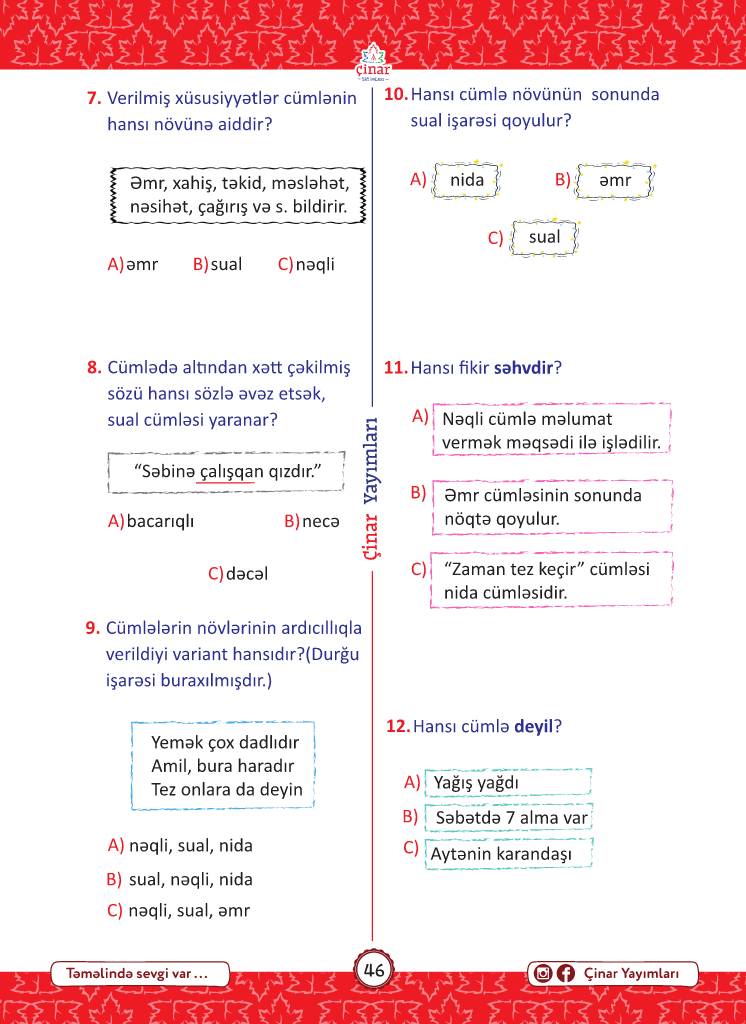 çinar
7. Verilmiş xüsusiyyətlər cümlənin
hansı növünə aiddir?
Əmr, xahiş, təkid, məsləhət,
nəsihət, çağırış və s. bildirir.
A) əmr B) sual C) nəqli
8. Cümlədə altından xətt çəkilmiş
sözü hansı sözlə əvəz etsək,
sual cümləsi yaranar?
“Səbinə çalışqan qızdır.”
A) bacarıqlı B) necə
C) dəcəl
9. Cümlələrin növlərinin ardıcıllıqla
verildiyi variant hansıdır?(Durğu
işarəsi buraxılmışdır.)
Yemək çox dadlıdır
Amil, bura haradır
Tez onlara da deyin
A) nəqli, sual, nida
B) sual, nəqli, nida
C) nəqli, sual, əmr
Çinar Yayımları
10. Hansı cümlə növünün sonunda
sual işarəsi qoyulur?
A) nida B) əmr
C) sual
11. Hansı fikir səhvdir?
A) Nəqli cümlə məlumat
vermək məqsədi ilə işlədilir.
B) Əmr cümləsinin sonunda
nöqtə qoyulur.
C) “Zaman tez keçir” cümləsi
nida cümləsidir.
12. Hansı cümlə deyil?
A) Yağış yağdı
B) Səbətdə 7 alma var
C) Aytənin karandaşı
Təməlində sevgi var...
46
Çinar Yayımları